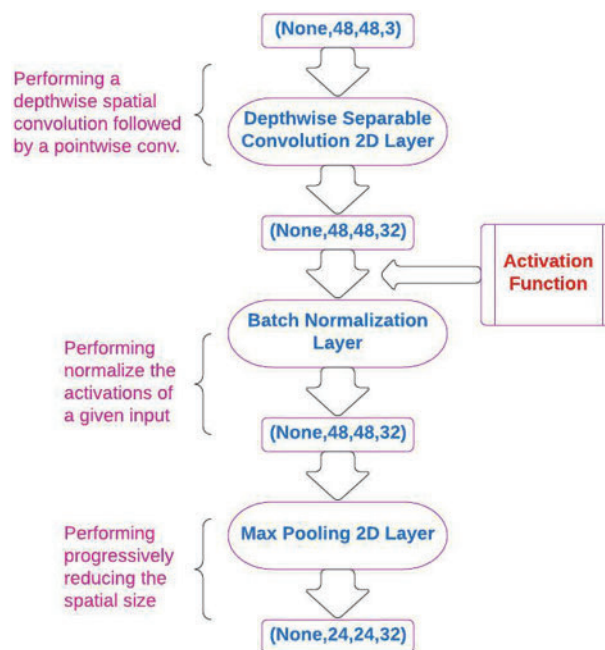 (None,48,48,3)
Performing a
depthwise spatial
convolution followed
by a pointwise conv.
Depthwise Separable
Convolution 2D Layer
(None,48,48,32)
Activation
Function
Batch Normalization
Layer
Performing
normalize the
activations of
a given input
(None,48,48,32)
Performing
progressively
reducing the
spatial size
Max Pooling 2D Layer
(None,24,24,32)